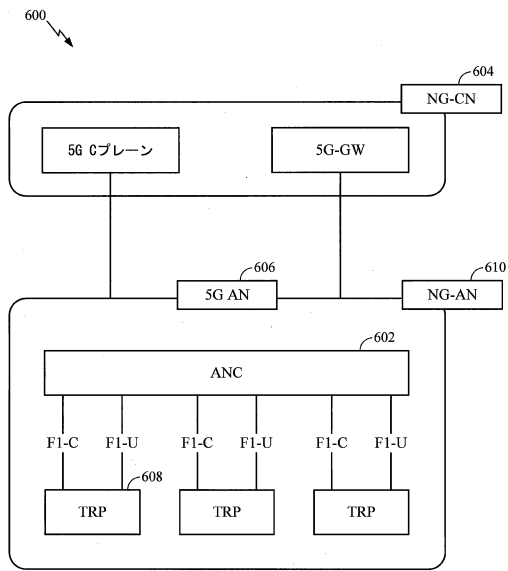 600
604
NG-CN
5G Cプレーン
5G-GW
606
610
5G AN
NG-AN
602
ANC
F1-C
F1-U
F1-C
F1-U
F1-C
F1-U
608
TRP
TRP
TRP